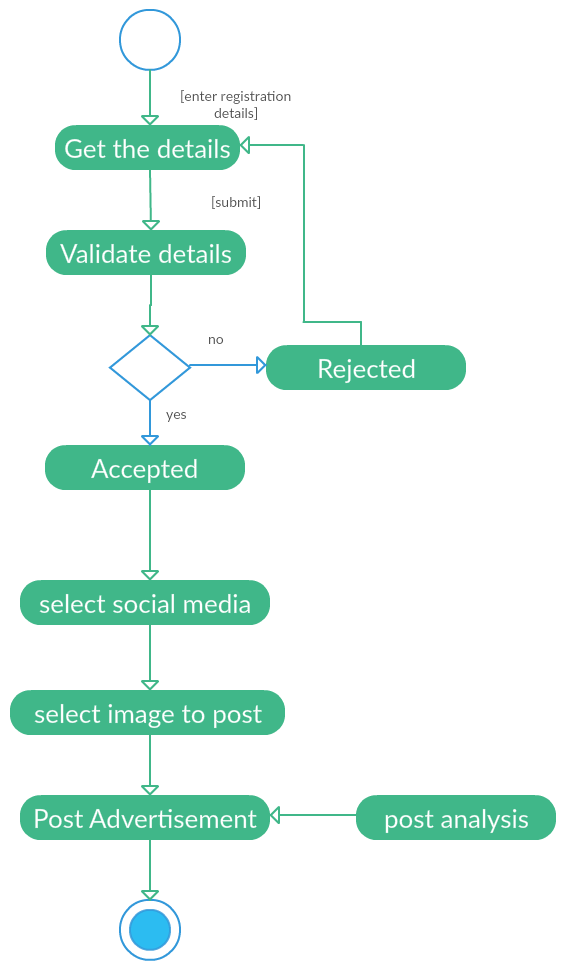 [enter registration
details]
Get the details
[submit]
Validate details
no
Rejected
yes
Accepted
select social media
select image to post
Post Advertisement
post analysis